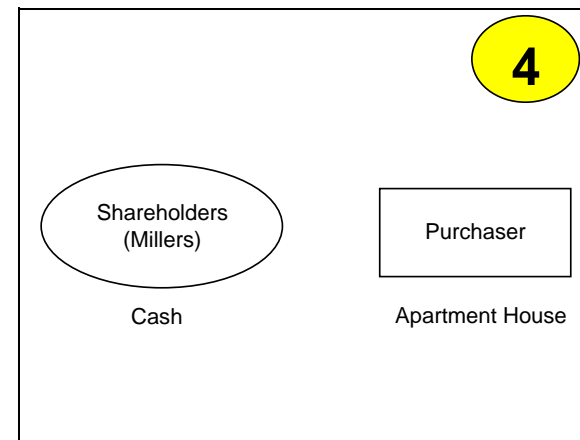 4
Shareholders
(Millers)
Purchaser
Cash
Apartment House